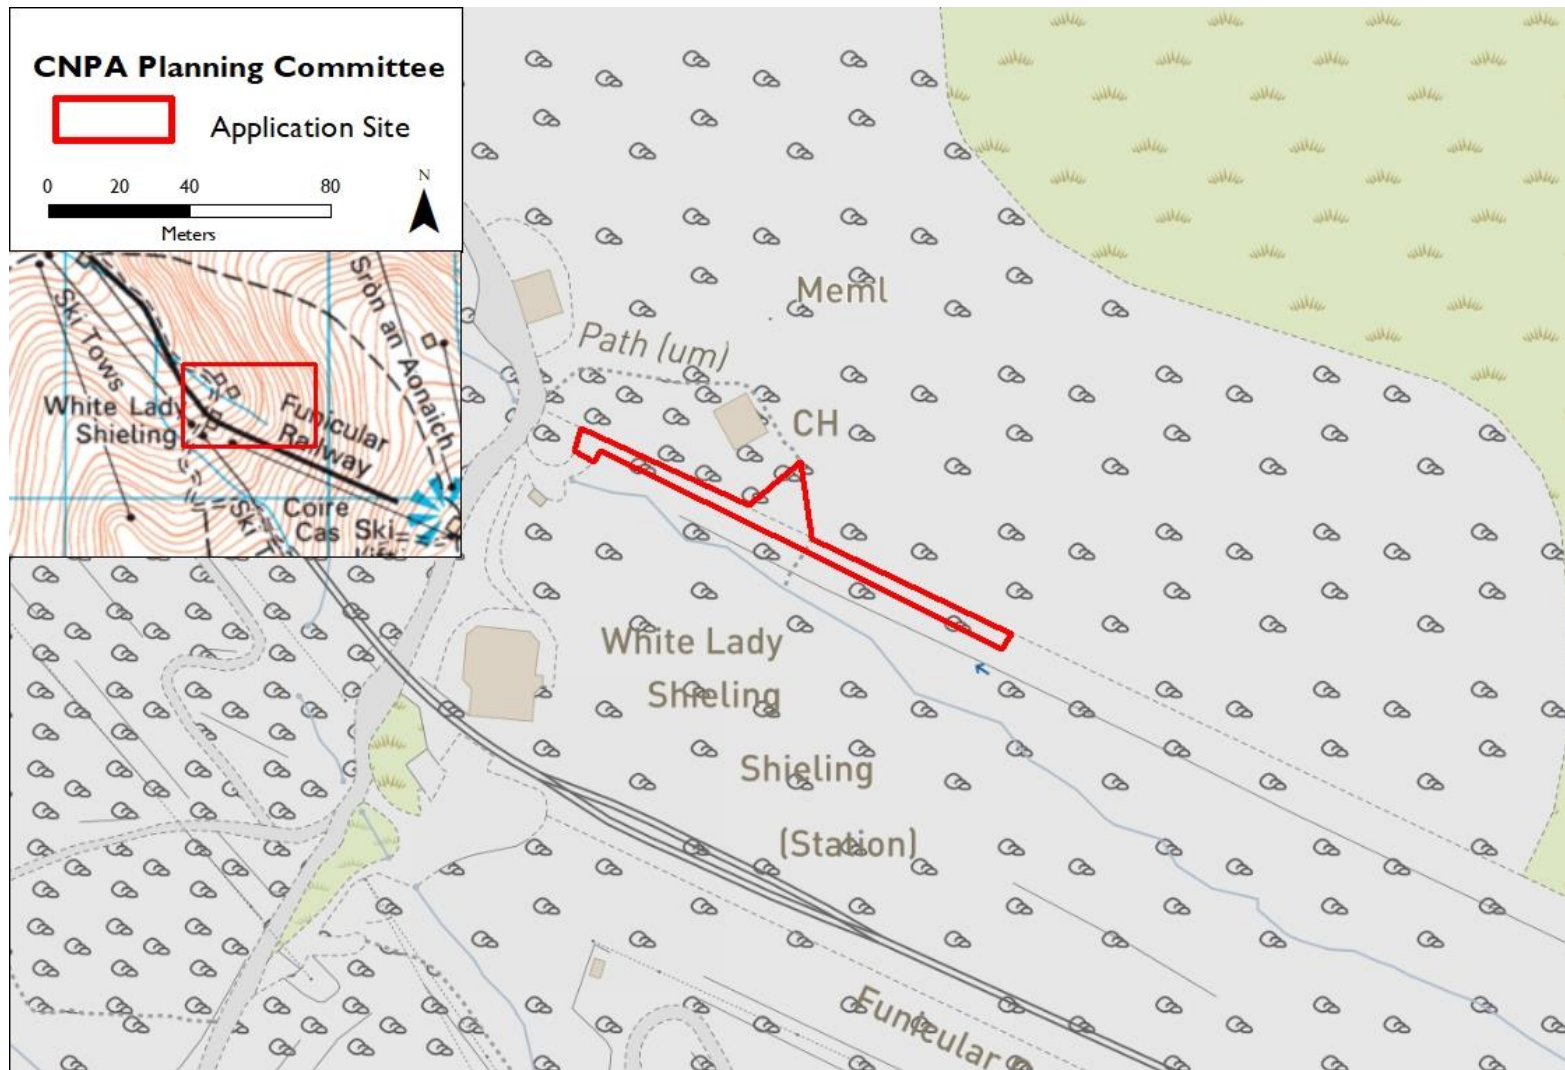 CNPA Planning Committee
Application Site
0 20 40 80
N
Meters
Ski Tows
Sron an Aonaich
White Lady
Shieling
Funicular
Railway
Coire
Cas
Ski
Meml
Path (um)
CH
White Lady
Shieling
Shieling
(Station)
Funicular